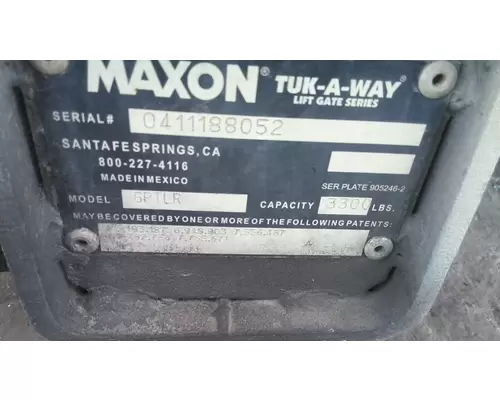 MAXON® TUK-A-WAY®
LIFT GATE SERIES
SERIAL# 0411188052
SANTA FE SPRINGS, CA
800-227-4116
MADE IN MEXICO
SER PLATE 905246-2
MODEL GPTLR CAPACITY 3300 LBS.
MAY BE COVERED BY ONE OR MORE OF THE FOLLOWING PATENTS: